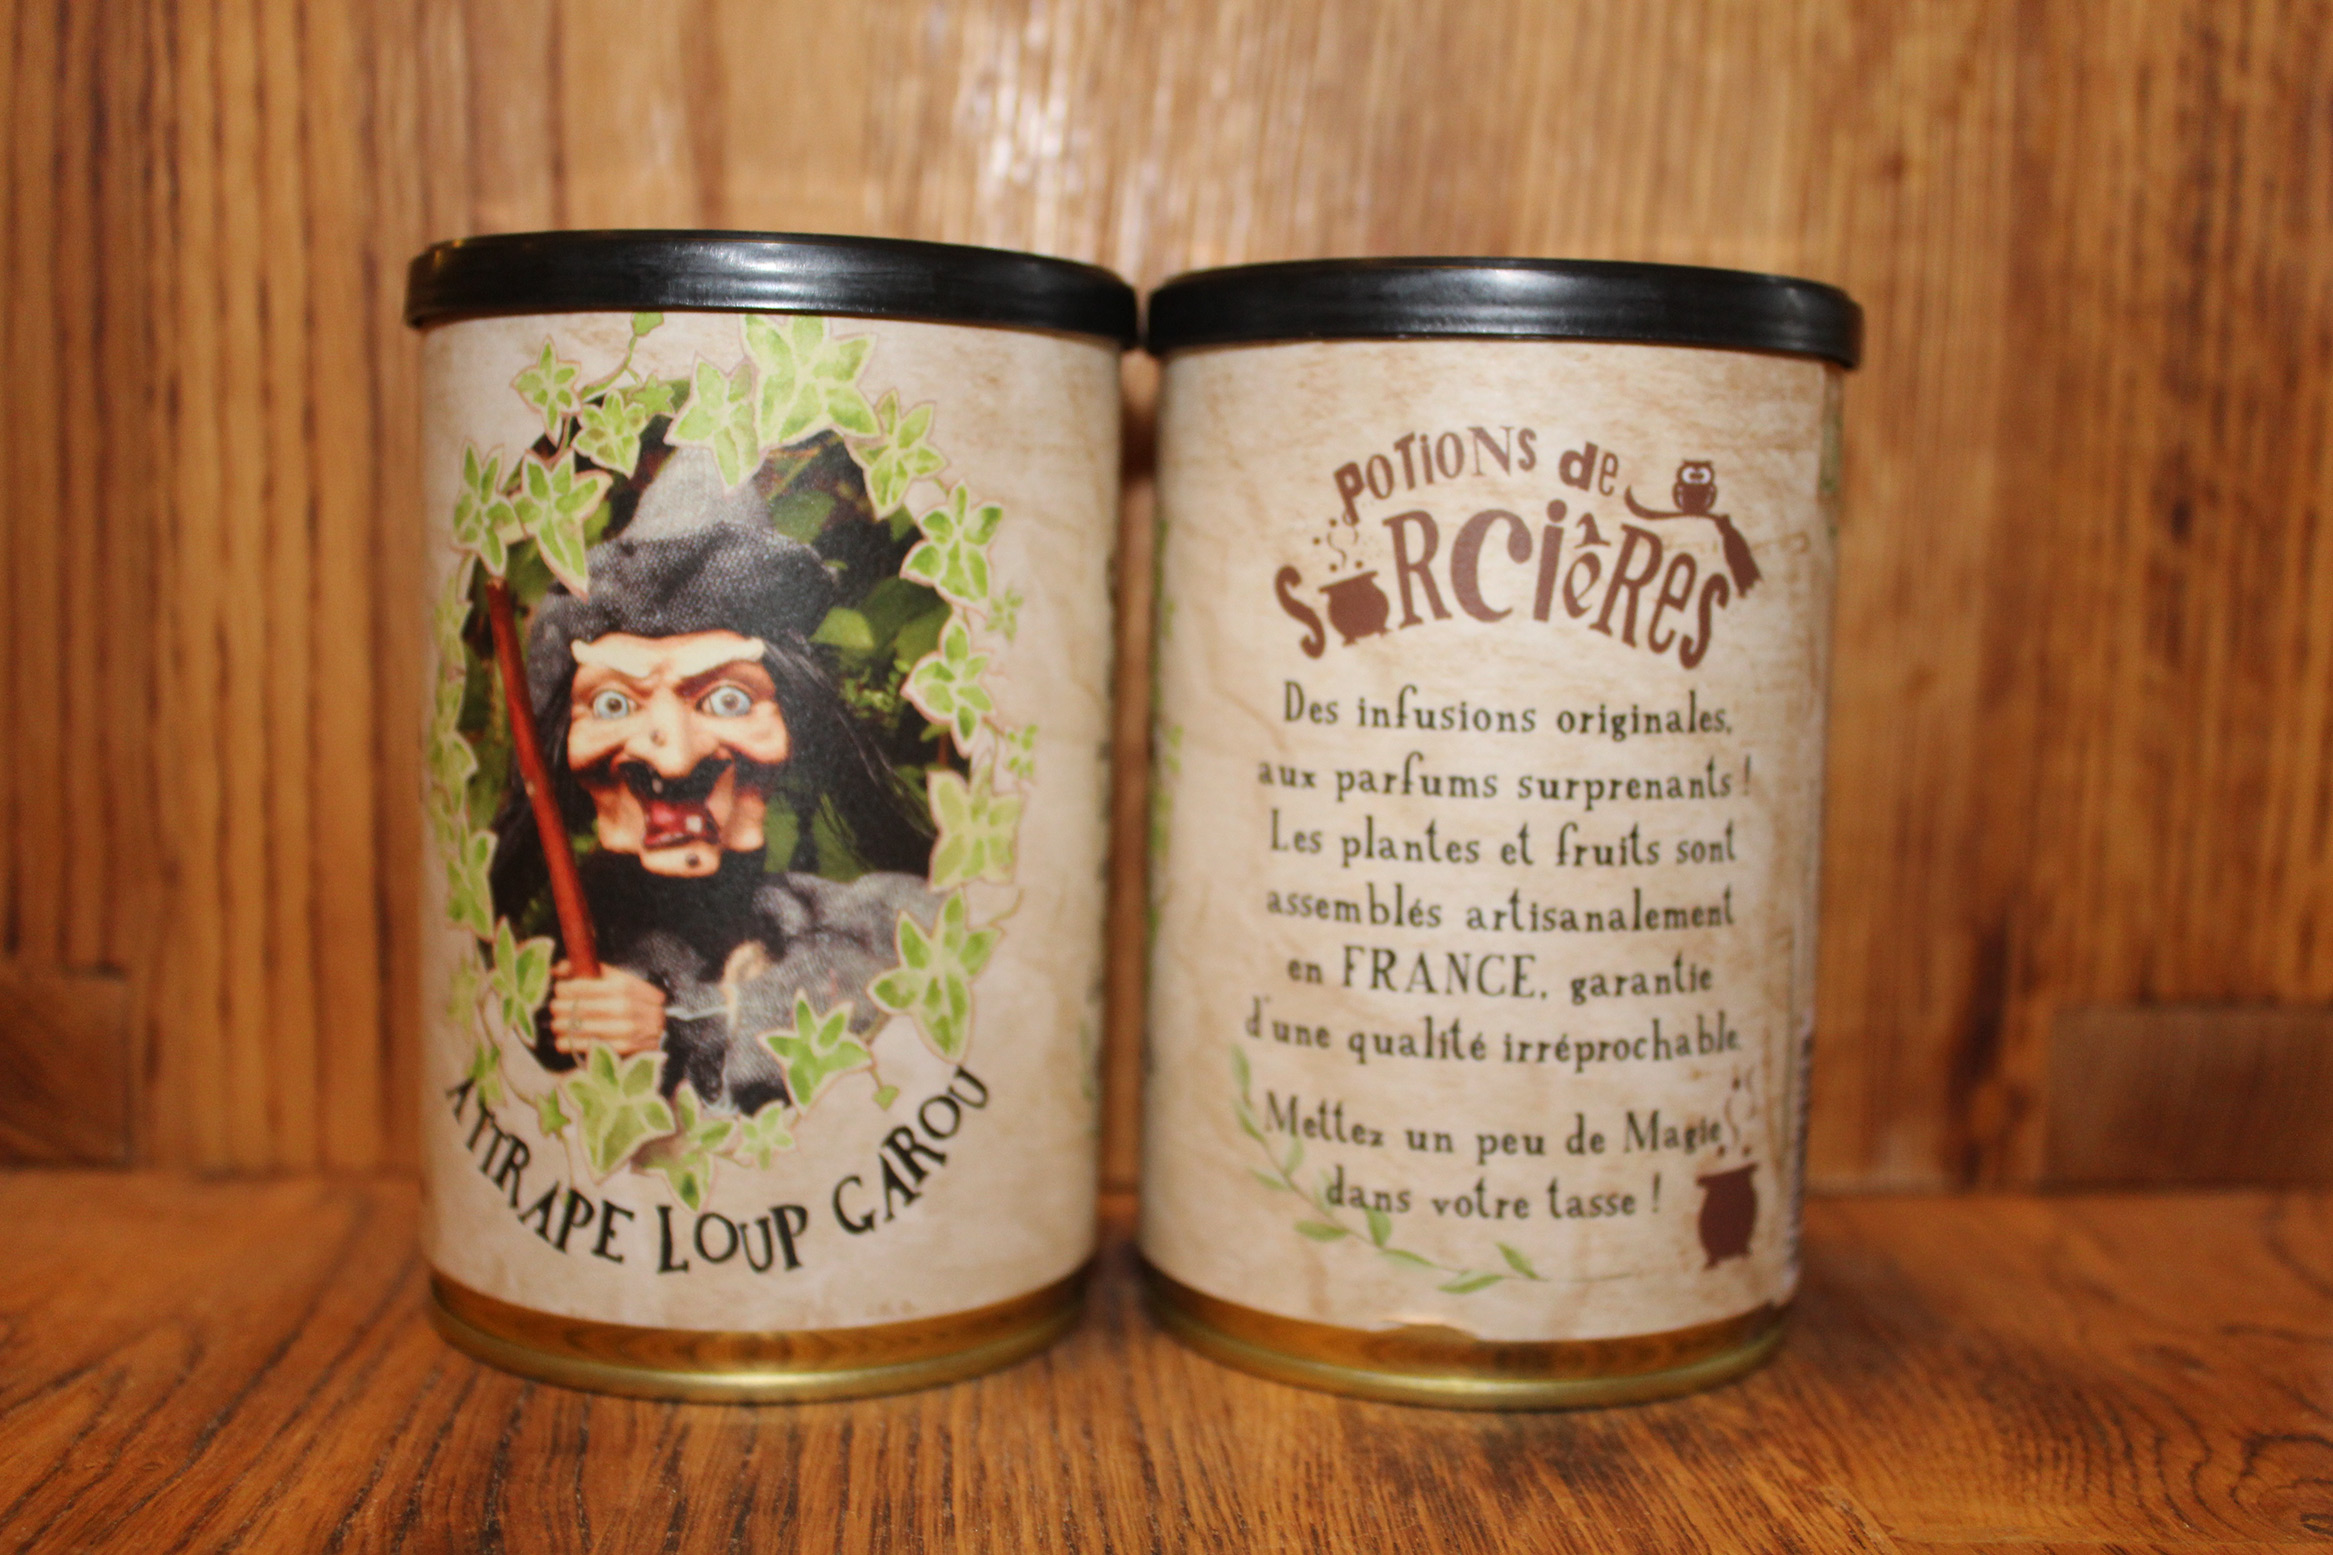 ATTRAPE LOUP GAROU
POTIONS de
SORCIÈRes
Des infusions originales,
aux parfums surprenants !
Les plantes et fruits sont
assemblés artisanalement
en FRANCE, garantie
d'une qualité irréprochable.
Mettez un peu de Magie
dans votre tasse !